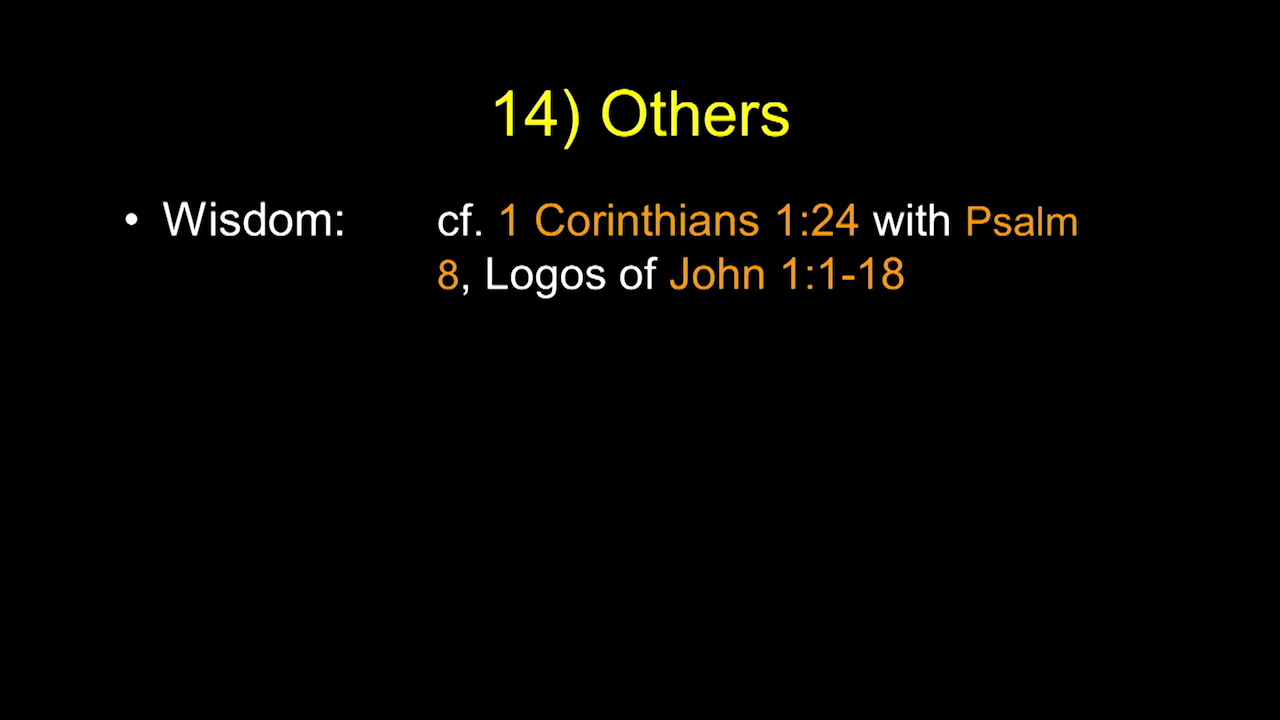 14) Others
• Wisdom: cf. 1 Corinthians 1:24 with Psalm
8, Logos of John 1:1-18